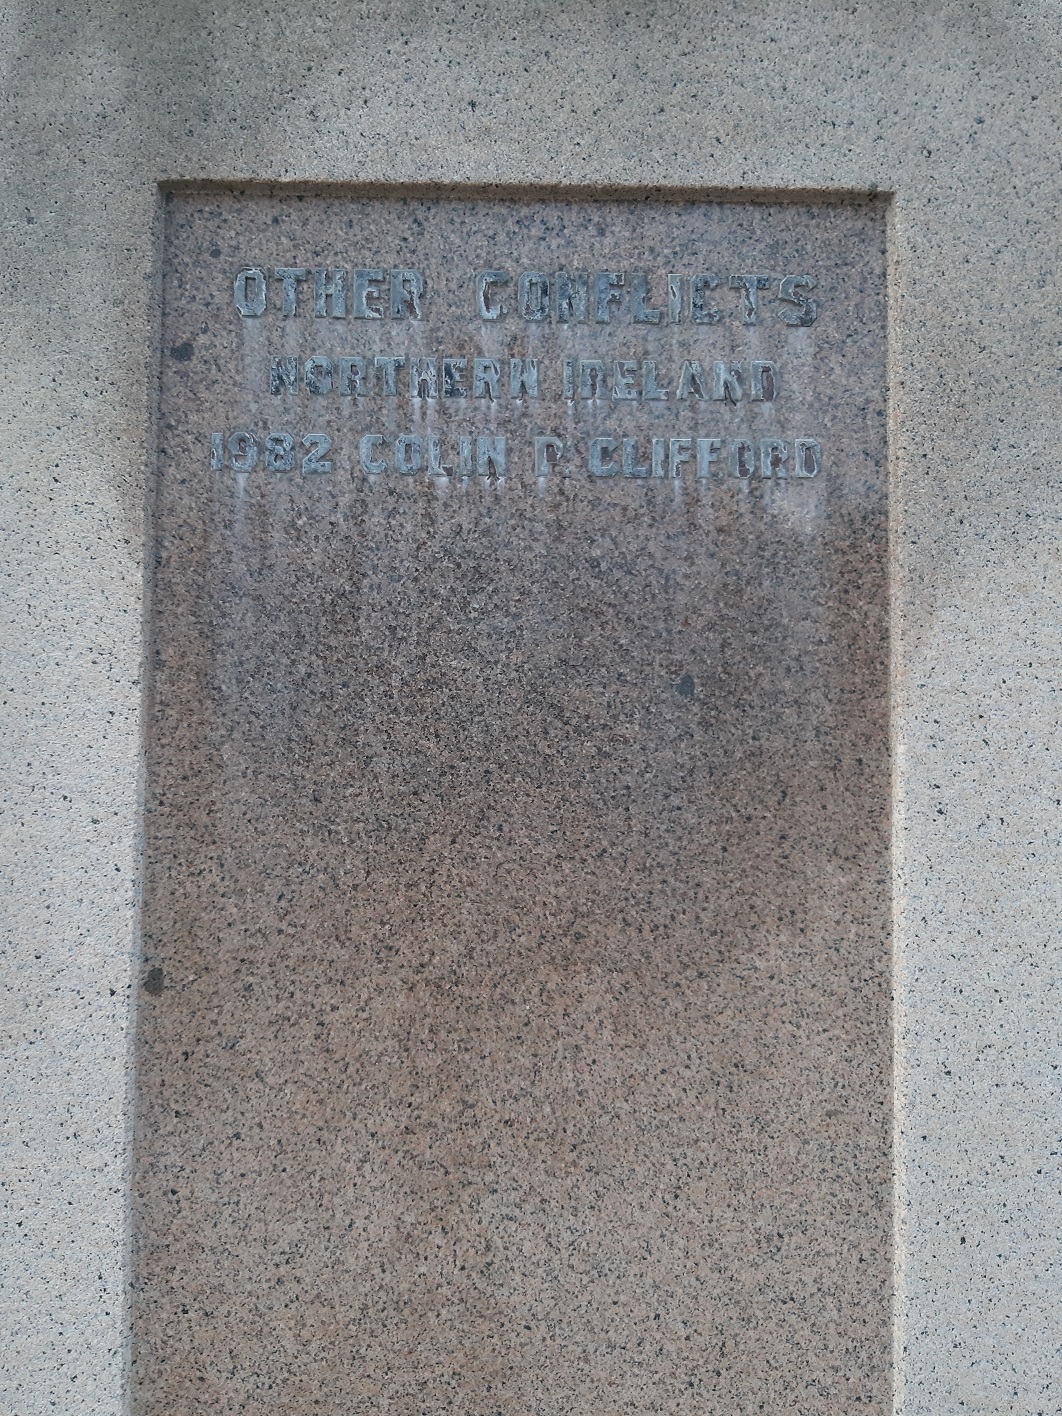 OTHER CONFLICTS
NORTHERN IRELAND
1982 COLIN P. CLIFFORD